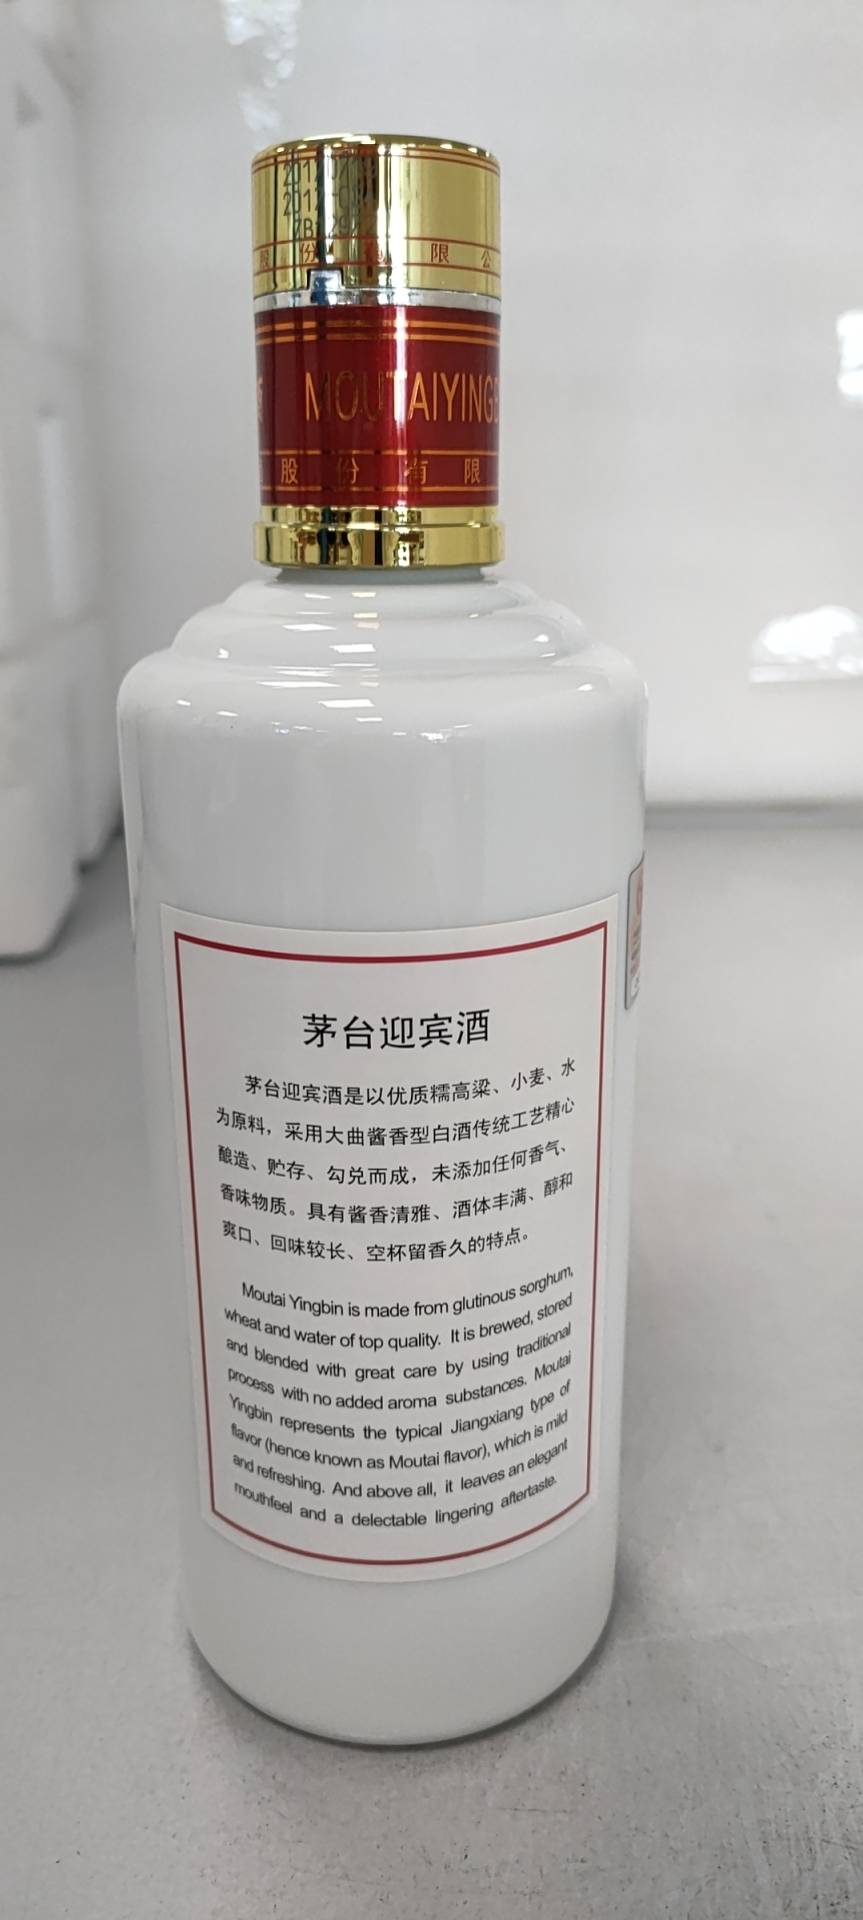 股份有限公
MOUTAIYING
股份有限
茅台迎宾酒
茅台迎宾酒是以优质糯高粱、小麦、水
为原料，采用大曲酱香型白酒传统工艺精心
酿造、贮存、勾兑而成，未添加任何香气、
香味物质。具有酱香清雅、酒体丰满、醇和
爽口、回味较长、空杯留香久的特点。
Moutai Yingbin is made from glutinous sorghum,
wheat and water of top quality. It is brewed, stored
and blended with great care by using traditional
process with no added aroma substances. Moutai
Yingbin represents the typical Jiangxiang type of
flavor (hence known as Moutai flavor), which is mild
and refreshing. And above all, it leaves an elegant
mouthfeel and a delectable lingering aftertaste.